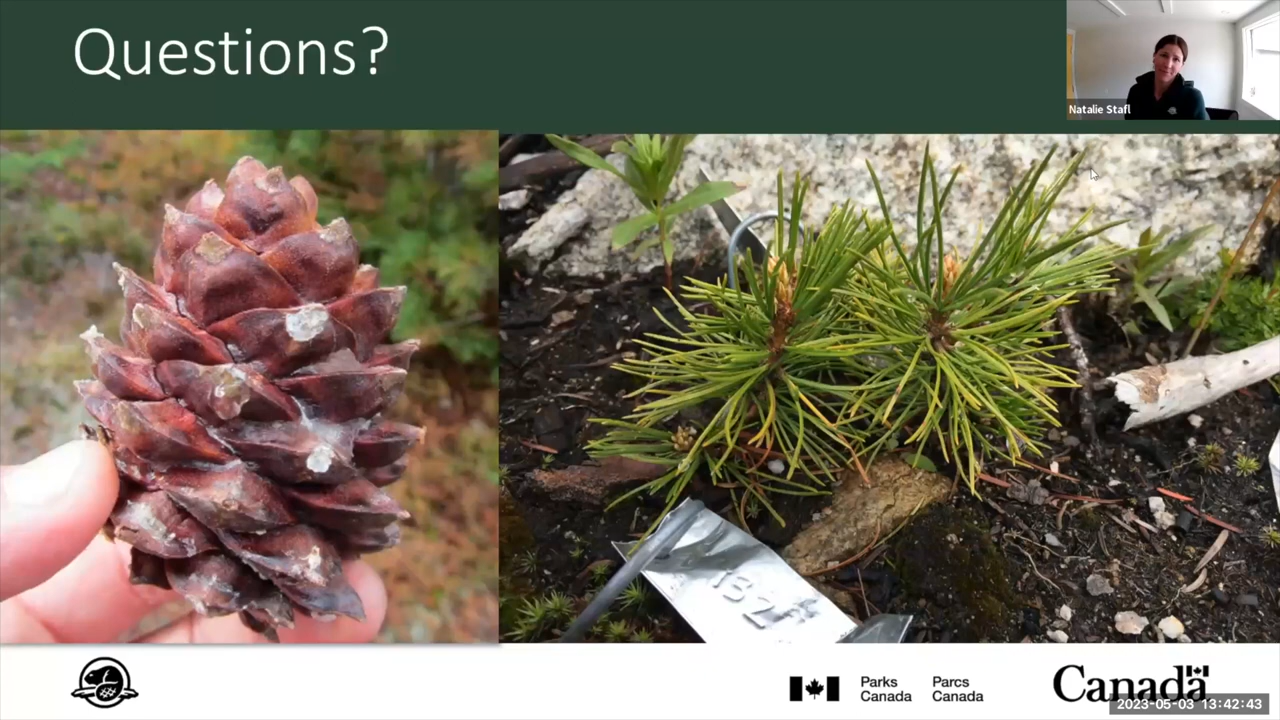 Questions?
Natalie Stafl
Parks Canada
Parcs Canada
Canada
2023-05-03 13:42:43